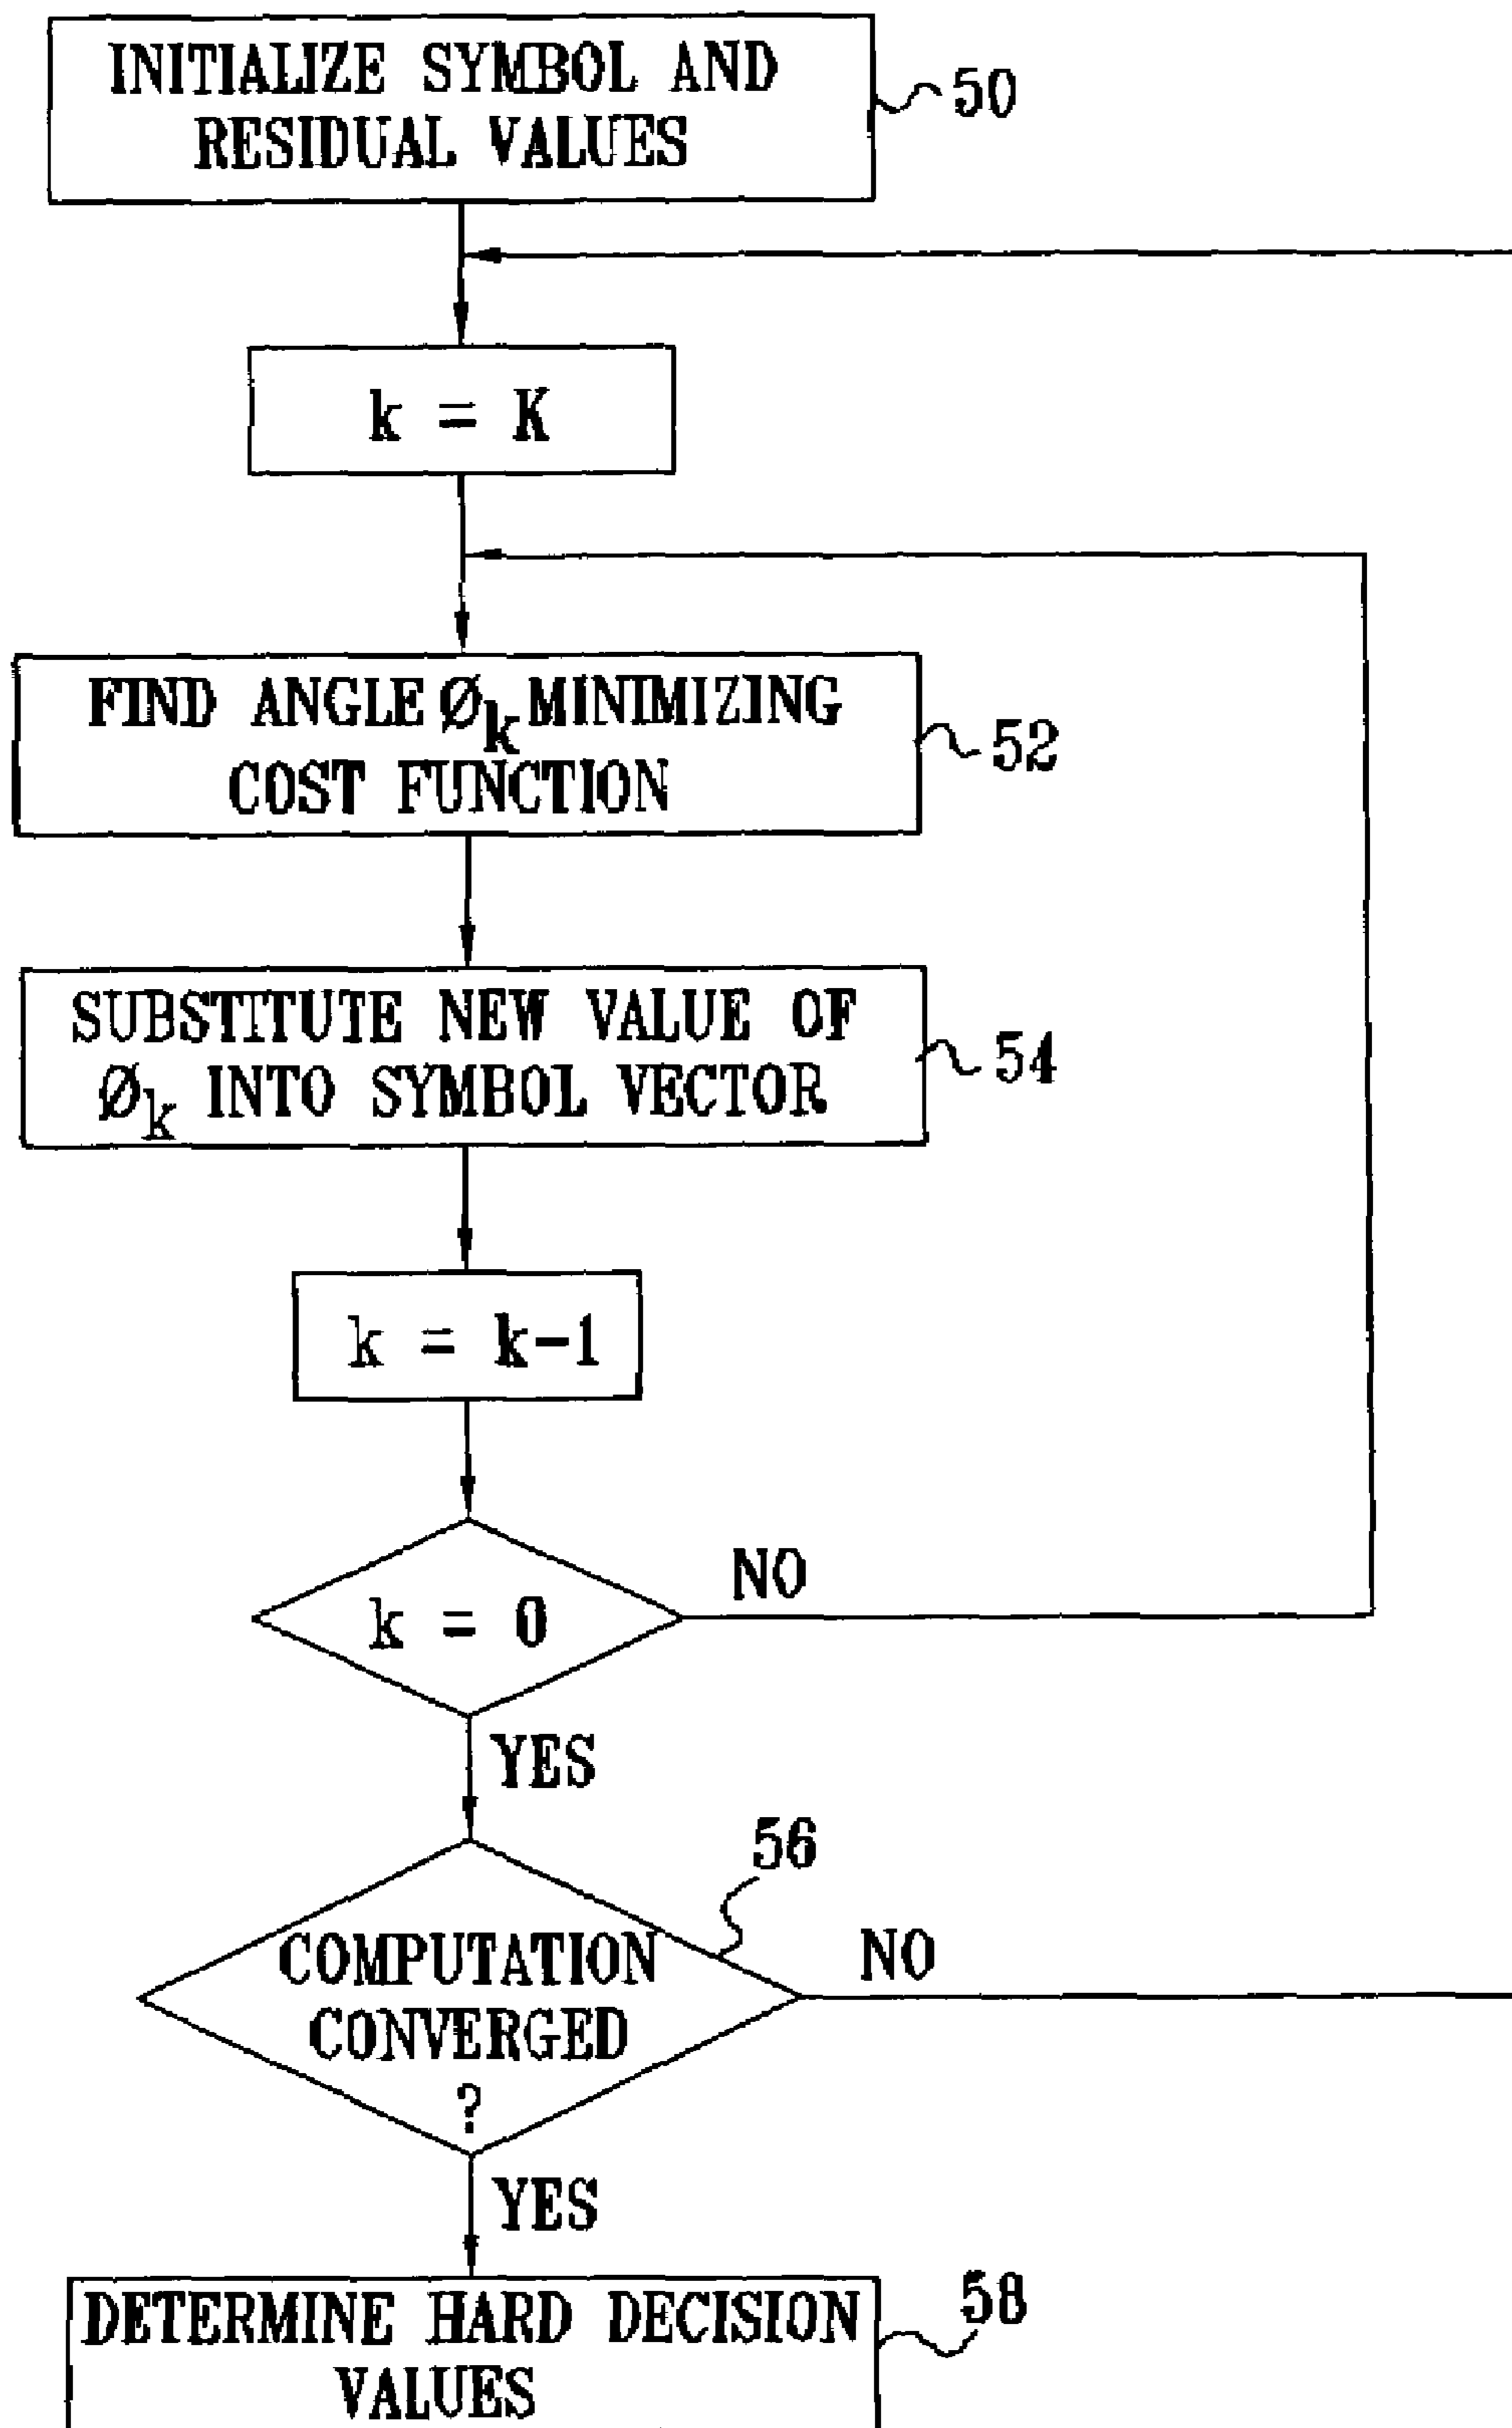 INITIALIZE SYMBOL AND
RESIDUAL VALUES
50
k = K
FIND ANGLE Øk MINIMIZING
COST FUNCTION
52
SUBSTITUTE NEW VALUE OF
Øk INTO SYMBOL VECTOR
54
k = k-1
k = 0
NO
YES
56
COMPUTATION
CONVERGED
?
NO
YES
DETERMINE HARD DECISION
VALUES
58